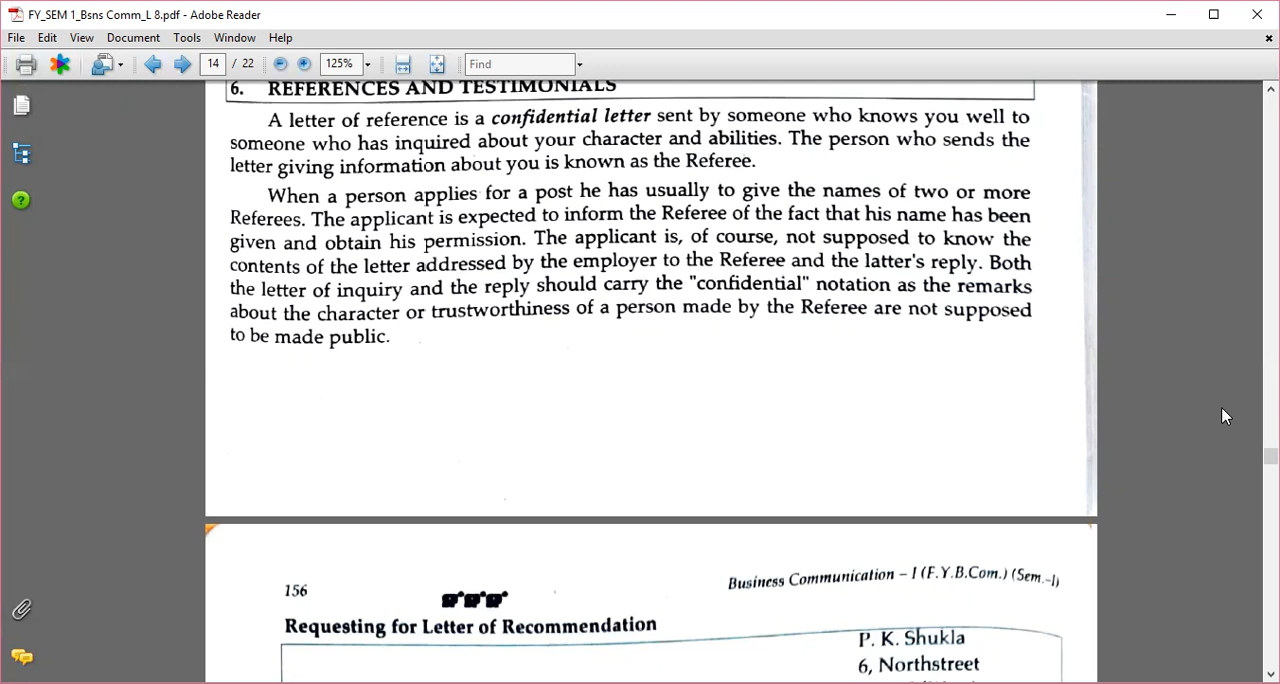 FY_SEM 1_Bsns Comm_L 8.pdf - Adobe Reader
File Edit View Document Tools Window Help
14 / 22 125% Find
6. REFERENCES AND TESTIMONIALS
A letter of reference is a confidential letter sent by someone who knows you well to
someone who has inquired about your character and abilities. The person who sends the
letter giving information about you is known as the Referee.
When a person applies for a post he has usually to give the names of two or more
Referees. The applicant is expected to inform the Referee of the fact that his name has been
given and obtain his permission. The applicant is, of course, not supposed to know the
contents of the letter addressed by the employer to the Referee and the latter's reply. Both
the letter of inquiry and the reply should carry the "confidential" notation as the remarks
about the character or trustworthiness of a person made by the Referee are not supposed
to be made public.
156
Business Communication – I (F.Y.B.Com.) (Sem.-I)
Requesting for Letter of Recommendation
P. K. Shukla
6, Northstreet